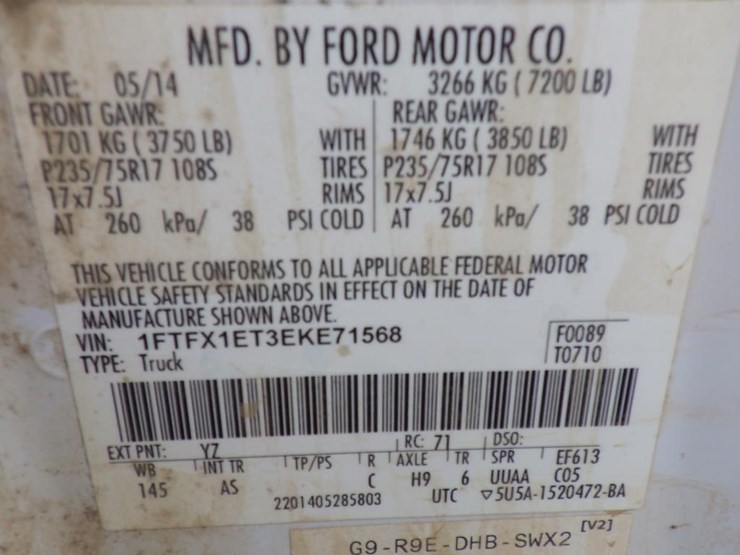 MFD. BY FORD MOTOR CO.
DATE: 05/14 GVWR: 3266 KG ( 7200 LB)
FRONT GAWR: REAR GAWR:
1701 KG ( 3750 LB) WITH 1746 KG ( 3850 LB) WITH
P235/75R17 108S TIRES P235/75R17 108S TIRES
17x7.5J RIMS 17x7.5J RIMS
AT 260 kPa/ 38 PSI COLD AT 260 kPa/ 38 PSI COLD
THIS VEHICLE CONFORMS TO ALL APPLICABLE FEDERAL MOTOR
VEHICLE SAFETY STANDARDS IN EFFECT ON THE DATE OF
MANUFACTURE SHOWN ABOVE.
VIN: 1FTFX1ET3EKE71568 F0089
TYPE: Truck T0710
EXT PNT: YZ RC: 71 DSO:
WB INT TR TP/PS R AXLE TR SPR EF613
145 AS C H9 6 UUAA C05
2201405285803 UTC ▽5U5A-1520472-BA
G9-R9E-DHB-SWX2 [V2]